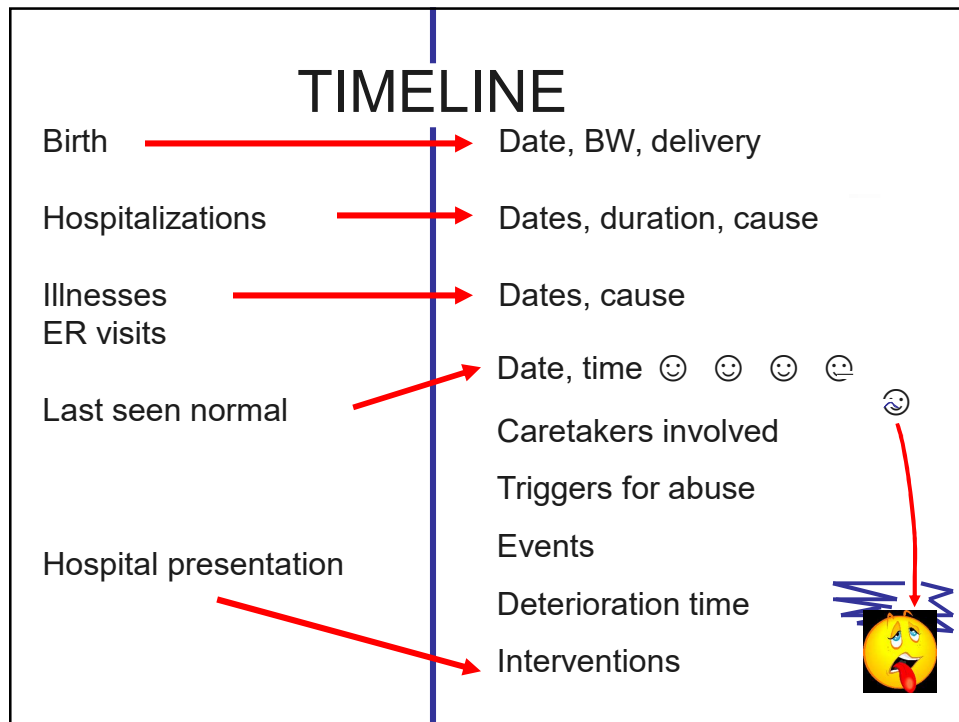 TIMELINE
Birth
Date, BW, delivery
Hospitalizations
Dates, duration, cause
Illnesses
ER visits
Dates, cause
Last seen normal
Date, time ☺ ☺ ☺ ☺
Caretakers involved
Triggers for abuse
Events
Hospital presentation
Deterioration time
Interventions